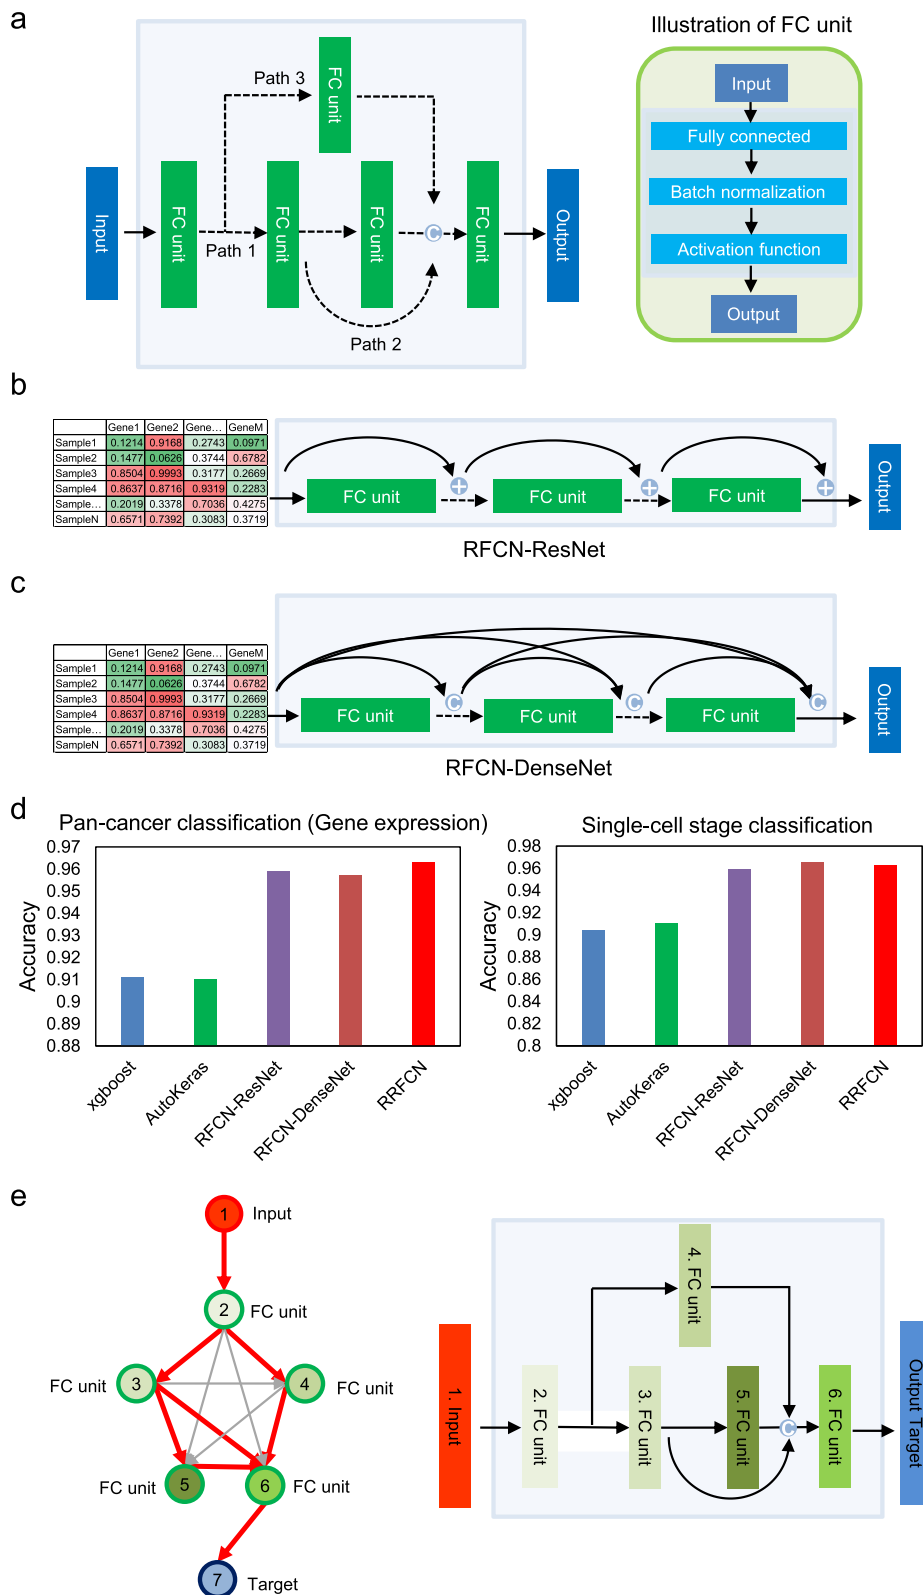 a
Illustration of FC unit
Input
FC unit
Path 1
Path 3
FC unit
FC unit
FC unit
Path 2
C
FC unit
Output
Input
Fully connected
Batch normalization
Activation function
Output
b
Gene1 Gene2 Gene... GeneM
Sample1 0.1214 0.9168 0.2743 0.0971
Sample2 0.1477 0.0626 0.3744 0.6782
Sample3 0.8504 0.9993 0.3177 0.2669
Sample4 0.8637 0.8716 0.9319 0.2283
Sample... 0.2019 0.3378 0.7036 0.4275
SampleN 0.6571 0.7392 0.3083 0.3719
FC unit
+
FC unit
+
FC unit
+
Output
RFCN-ResNet
c
Gene1 Gene2 Gene... GeneM
Sample1 0.1214 0.9168 0.2743 0.0971
Sample2 0.1477 0.0626 0.3744 0.6782
Sample3 0.8504 0.9993 0.3177 0.2669
Sample4 0.8637 0.8716 0.9319 0.2283
Sample... 0.2019 0.3378 0.7036 0.4275
SampleN 0.6571 0.7392 0.3083 0.3719
FC unit
C
FC unit
C
FC unit
C
Output
RFCN-DenseNet
d
Pan-cancer classification (Gene expression)
Accuracy
0.97
0.96
0.95
0.94
0.93
0.92
0.91
0.9
0.89
0.88
xgboost
AutoKeras
RFCN-ResNet
RFCN-DenseNet
RRFCN
Single-cell stage classification
Accuracy
0.98
0.96
0.94
0.92
0.9
0.88
0.86
0.84
0.82
0.8
xgboost
AutoKeras
RFCN-ResNet
RFCN-DenseNet
RRFCN
e
1 Input
2 FC unit
FC unit 3
4 FC unit
FC unit 5
6 FC unit
7 Target
1. Input
2. FC unit
3. FC unit
4. FC unit
5. FC unit
C
6. FC unit
Output Target